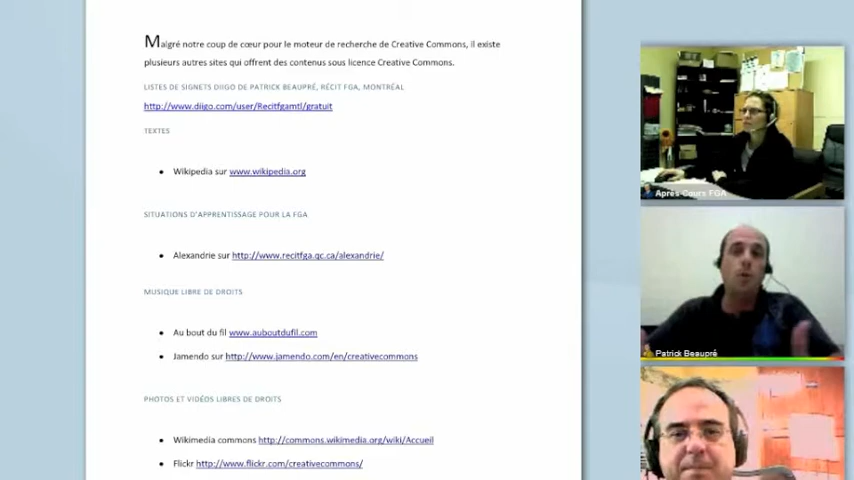 Malgré notre coup de cœur pour le moteur de recherche de Creative Commons, il existe
plusieurs autres sites qui offrent des contenus sous licence Creative Commons.
LISTES DE SIGNETS DIIGO DE PATRICK BEAUPRÉ, RÉCIT FGA, MONTRÉAL
http://www.diigo.com/user/Recitfgamtl/gratuit
TEXTES
• Wikipedia sur www.wikipedia.org
SITUATIONS D'APPRENTISSAGE POUR LA FGA
• Alexandrie sur http://www.recitfga.qc.ca/alexandrie/
MUSIQUE LIBRE DE DROITS
• Au bout du fil www.auboutdufil.com
• Jamendo sur http://www.jamendo.com/en/creativecommons
PHOTOS ET VIDÉOS LIBRES DE DROITS
• Wikimedia commons http://commons.wikimedia.org/wiki/Accueil
• Flickr http://www.flickr.com/creativecommons/
Après Cours FGA
Patrick Beaupré